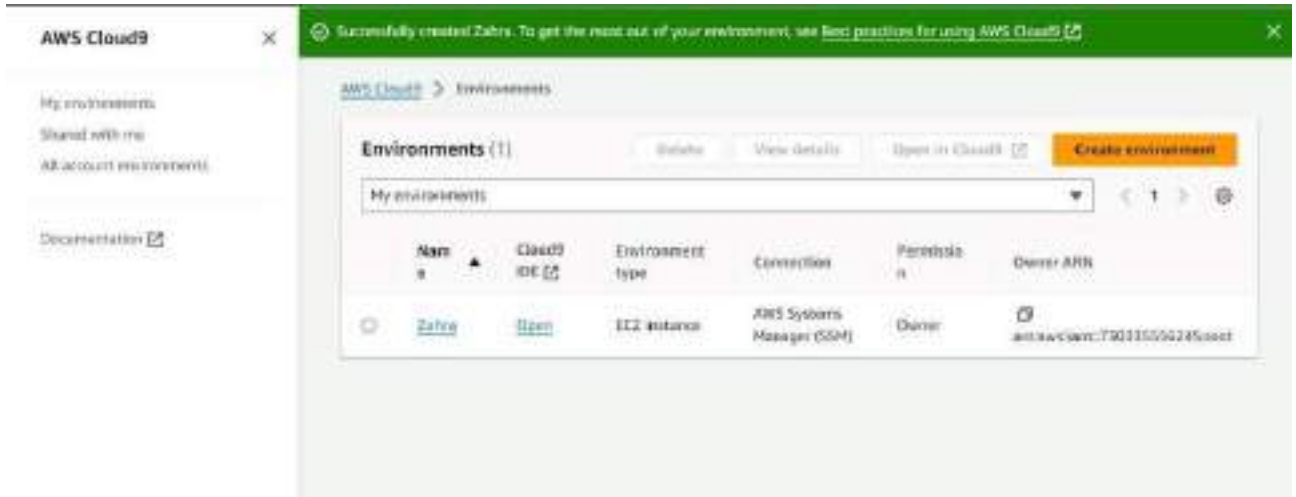 AWS Cloud9
My environments
Shared with me
All account environments
Documentation
Successfully created Zahra. To get the most out of your environment, see Best practices for using AWS Cloud9
AWS Cloud9 > Environments
Environments (1)
Delete
View details
Open in Cloud9
Create environment
My environments
1
Nam
e
Cloud9
IDE
Environment
type
Connection
Permissio
n
Owner ARN
Zahra
Open
EC2 instance
AWS Systems
Manager (SSM)
Owner